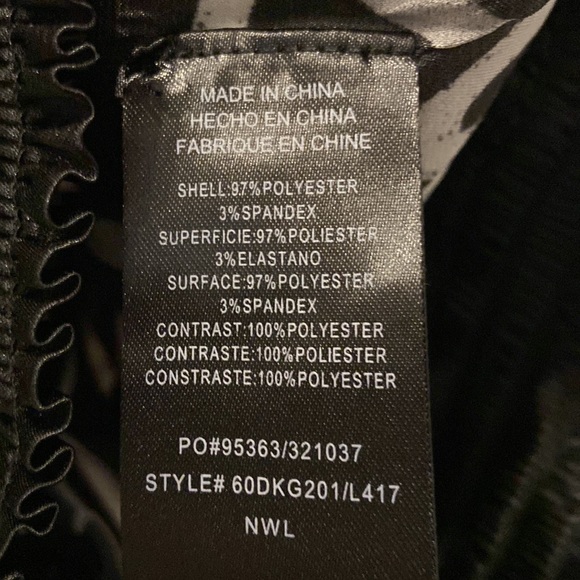 MADE IN CHINA
HECHO EN CHINA
FABRIQUE EN CHINE
SHELL:97%POLYESTER
3%SPANDEX
SUPERFICIE:97%POLIESTER
3%ELASTANO
SURFACE:97%POLYESTER
3%SPANDEX
CONTRAST:100%POLYESTER
CONTRASTE:100%POLIESTER
CONSTRASTE:100%POLYESTER
PO#95363/321037
STYLE# 60DKG201/L417
NWL